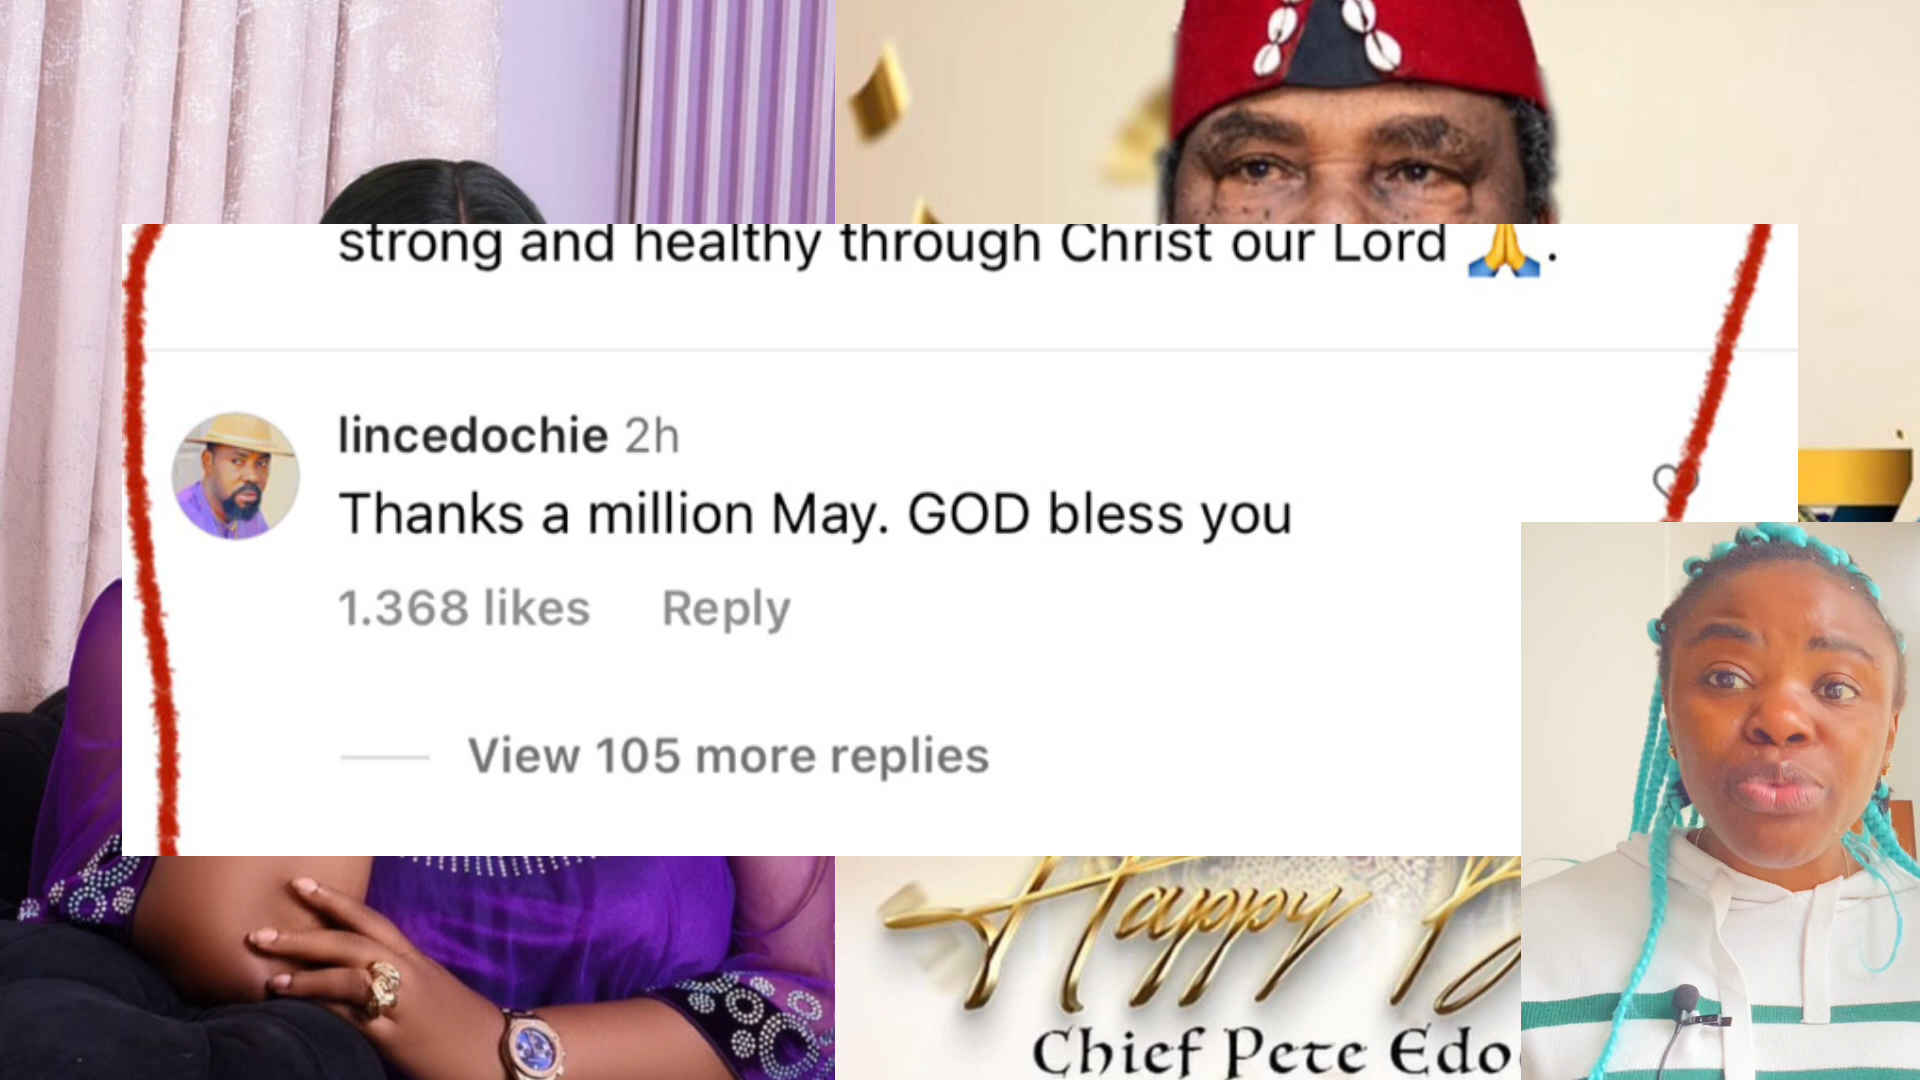 strong and healthy through Christ our Lord 🙏.
lincedochie 2h
Thanks a million May. GOD bless you
1.368 likes Reply
View 105 more replies
Happy
Chief Pete Edo